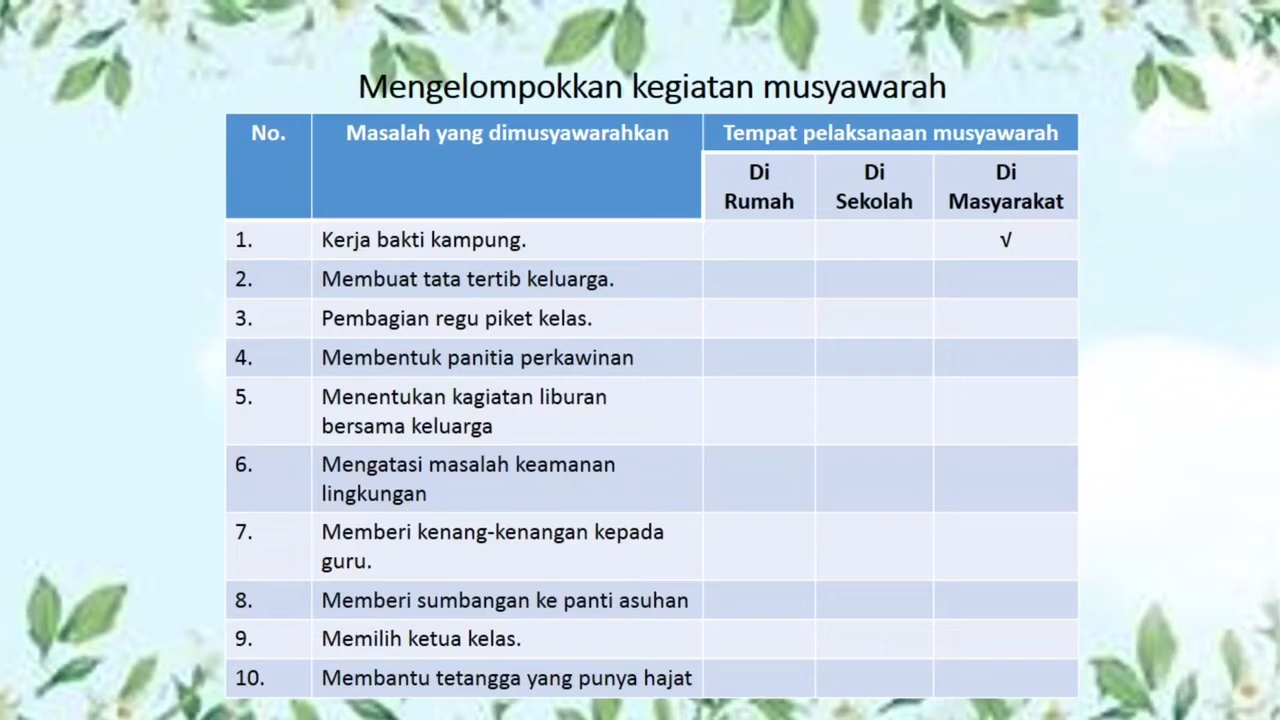 Mengelompokkan kegiatan musyawarah
No. Masalah yang dimusyawarahkan Tempat pelaksanaan musyawarah
Di Di Di
Rumah Sekolah Masyarakat
1. Kerja bakti kampung. √
2. Membuat tata tertib keluarga.
3. Pembagian regu piket kelas.
4. Membentuk panitia perkawinan
5. Menentukan kagiatan liburan
bersama keluarga
6. Mengatasi masalah keamanan
lingkungan
7. Memberi kenang-kenangan kepada
guru.
8. Memberi sumbangan ke panti asuhan
9. Memilih ketua kelas.
10. Membantu tetangga yang punya hajat